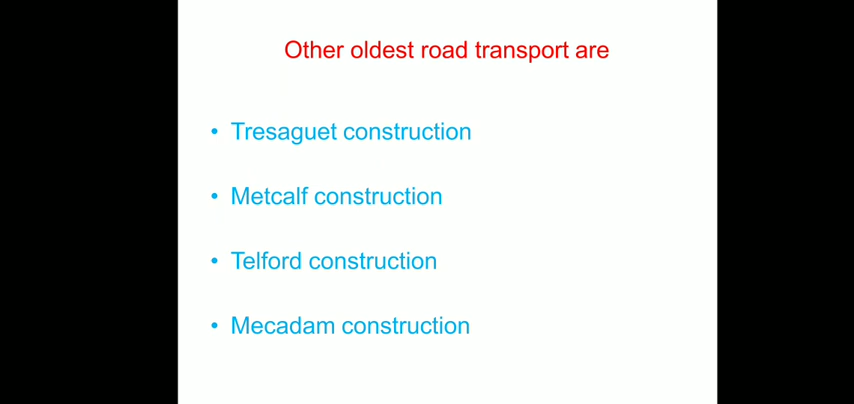 Other oldest road transport are
• Tresaguet construction
• Metcalf construction
• Telford construction
• Mecadam construction